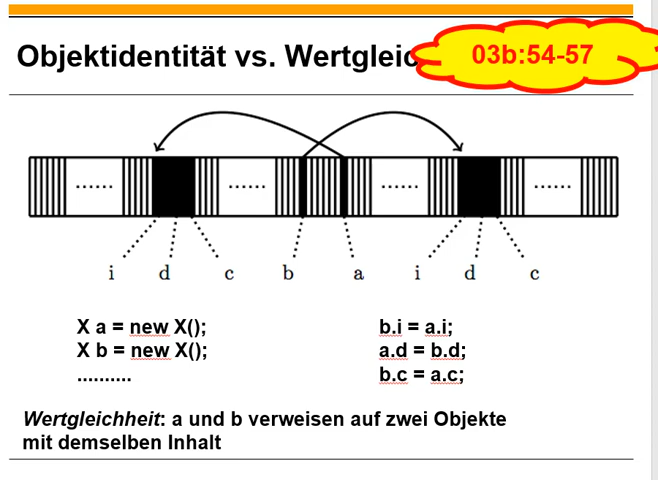 Objektidentität vs. Wertgleic
03b:54-57
...... ...... ...... ......
i d c b a i d c
X a = new X();
X b = new X();
..........
b.i = a.i;
a.d = b.d;
b.c = a.c;
Wertgleichheit: a und b verweisen auf zwei Objekte
mit demselben Inhalt